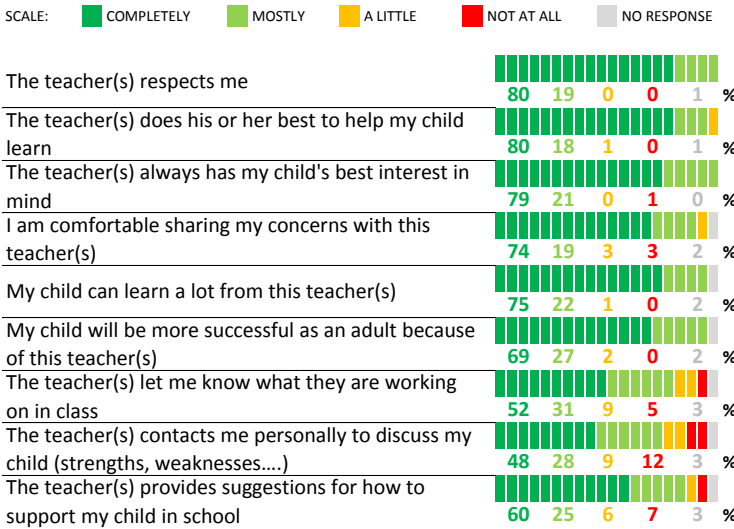 SCALE: COMPLETELY MOSTLY A LITTLE NOT AT ALL NO RESPONSE
The teacher(s) respects me
80 19 0 0 1 %
The teacher(s) does his or her best to help my child
learn
80 18 1 0 1 %
The teacher(s) always has my child's best interest in
mind
79 21 0 1 0 %
I am comfortable sharing my concerns with this
teacher(s)
74 19 3 3 2 %
My child can learn a lot from this teacher(s)
75 22 1 0 2 %
My child will be more successful as an adult because
of this teacher(s)
69 27 2 0 2 %
The teacher(s) let me know what they are working
on in class
52 31 9 5 3 %
The teacher(s) contacts me personally to discuss my
child (strengths, weaknesses....)
48 28 9 12 3 %
The teacher(s) provides suggestions for how to
support my child in school
60 25 6 7 3 %